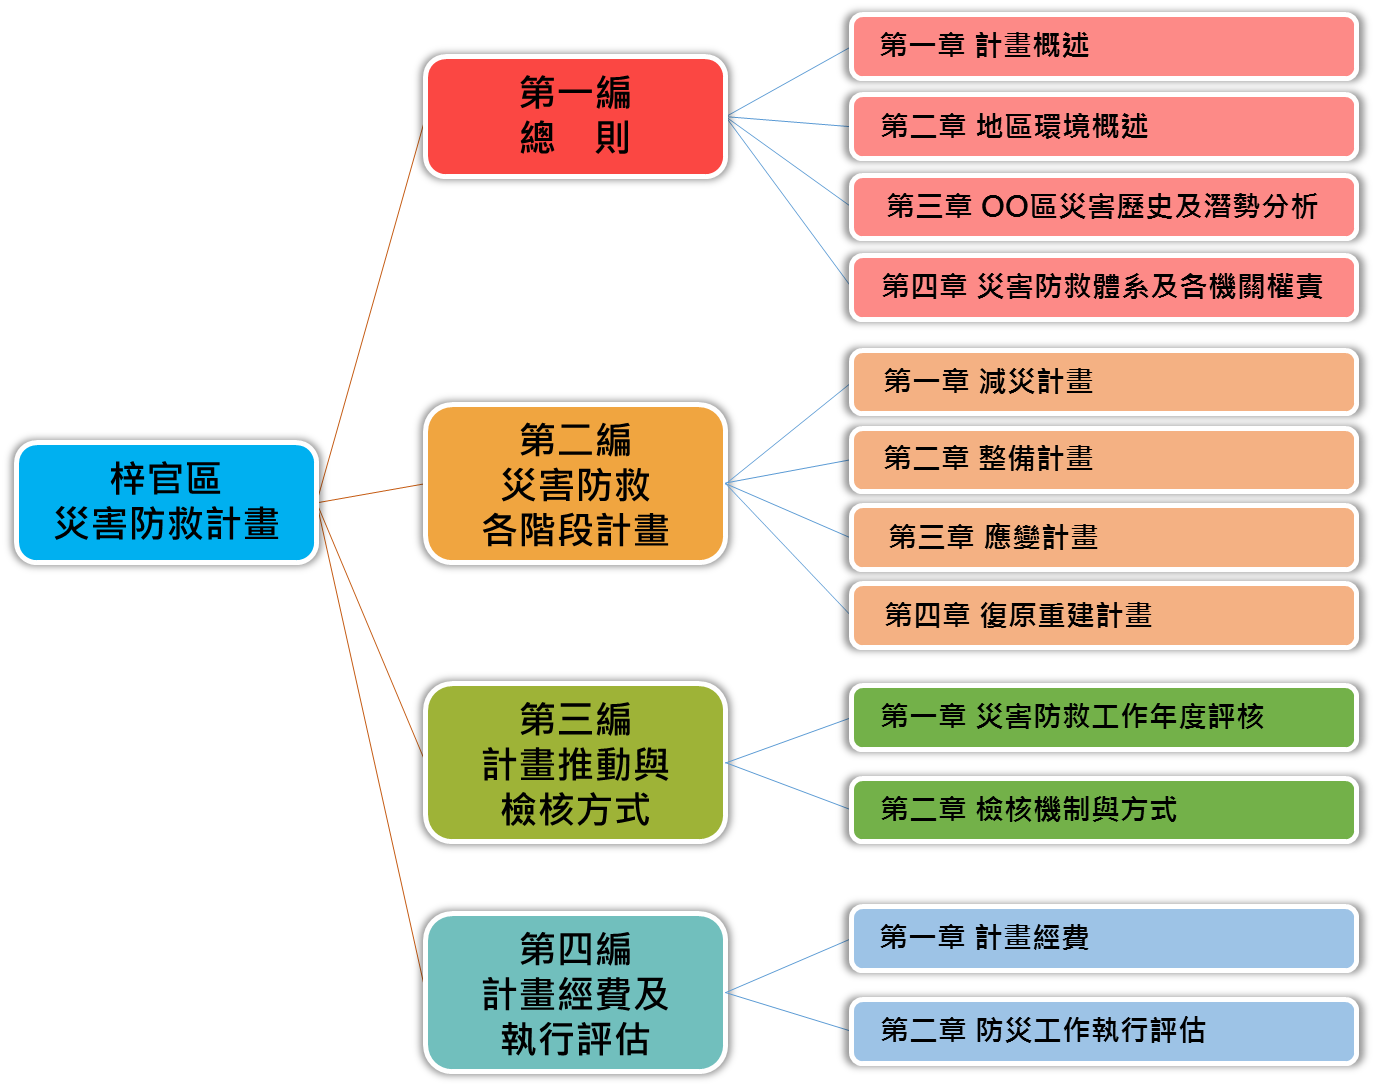 梓官區
災害防救計畫
第一編
總　則
第一章 計畫概述
第二章 地區環境概述
第三章 OO區災害歷史及潛勢分析
第四章 災害防救體系及各機關權責
第二編
災害防救
各階段計畫
第一章 減災計畫
第二章 整備計畫
第三章 應變計畫
第四章 復原重建計畫
第三編
計畫推動與
檢核方式
第一章 災害防救工作年度評核
第二章 檢核機制與方式
第四編
計畫經費及
執行評估
第一章 計畫經費
第二章 防災工作執行評估